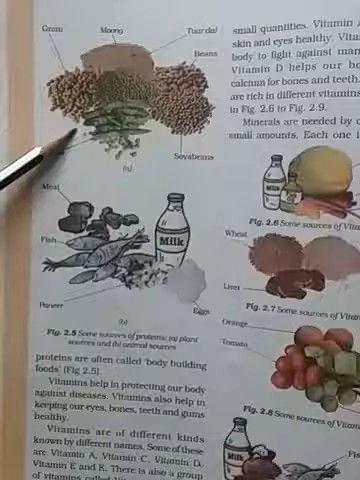 Gram
Moong
Tuar dal
Beans
Soyabeans
(a)
Meat
Fish
Milk
Paneer
Eggs
(b)
Fig. 2.5 Some sources of proteins: (a) plant
sources and (b) animal sources
proteins are often called 'body building
foods' (Fig 2.5).
Vitamins help in protecting our body
against diseases. Vitamins also help in
keeping our eyes, bones, teeth and gums
healthy.
Vitamins are of different kinds
known by different names. Some of these
are Vitamin A, Vitamin C, Vitamin D,
Vitamin E and K. There is also a group
of vitamins called
small quantities. Vitamin
skin and eyes healthy.
body to fight against
Vitamin D helps our
calcium for bones and teeth.
are rich in different vitamins
in Fig. 2.6 to Fig. 2.9.
Minerals are needed by
small amounts. Each one
Milk
Fig. 2.6 Some sources of
Wheat
Liver
Fig. 2.7 Some sources of
Orange
Tomato
Fig. 2.8 Some sources of
Milk